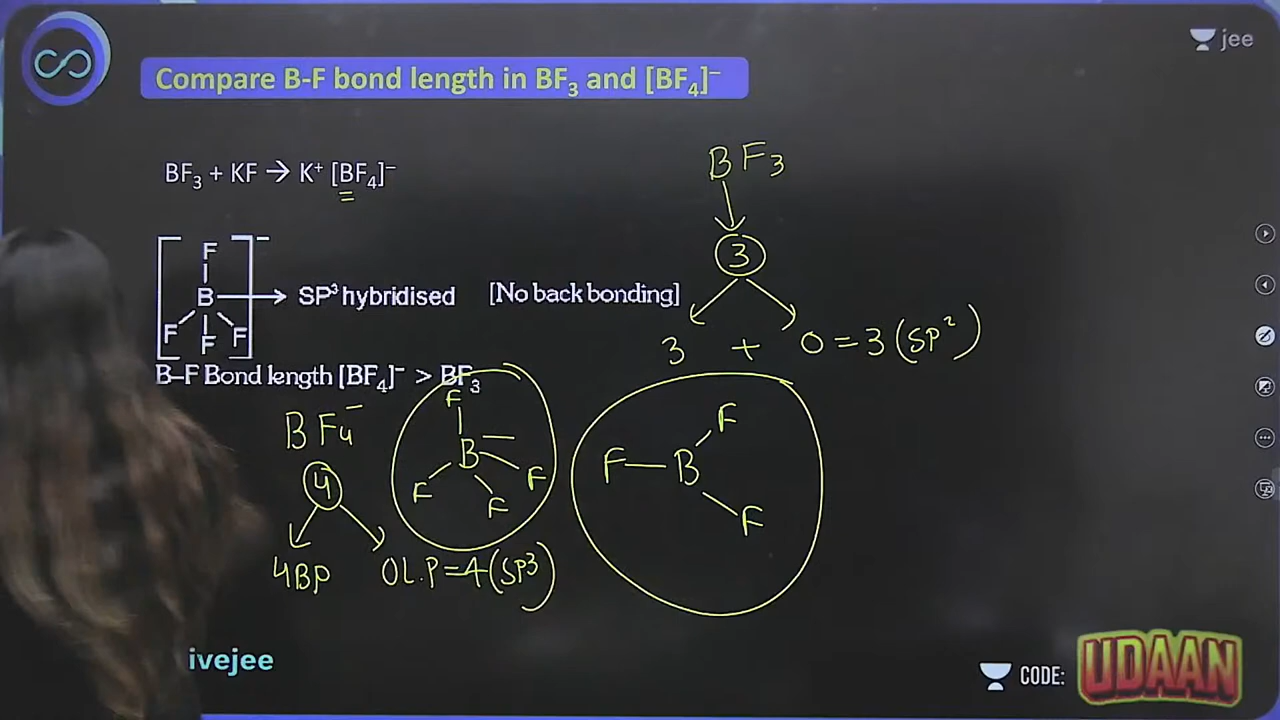 jee
Compare B-F bond length in BF₃ and [BF₄]⁻
BF₃ + KF → K⁺ [BF₄]⁻
BF₃
3
3 + 0 = 3 (SP²)
F
B → SP³ hybridised [No back bonding]
F F F
B–F Bond length [BF₄]⁻ > BF₃
BF₄⁻
4
4BP 0L.P = 4 (SP³)
F
B –
F F F
F
F — B
F
ivejee
CODE: UDAAN